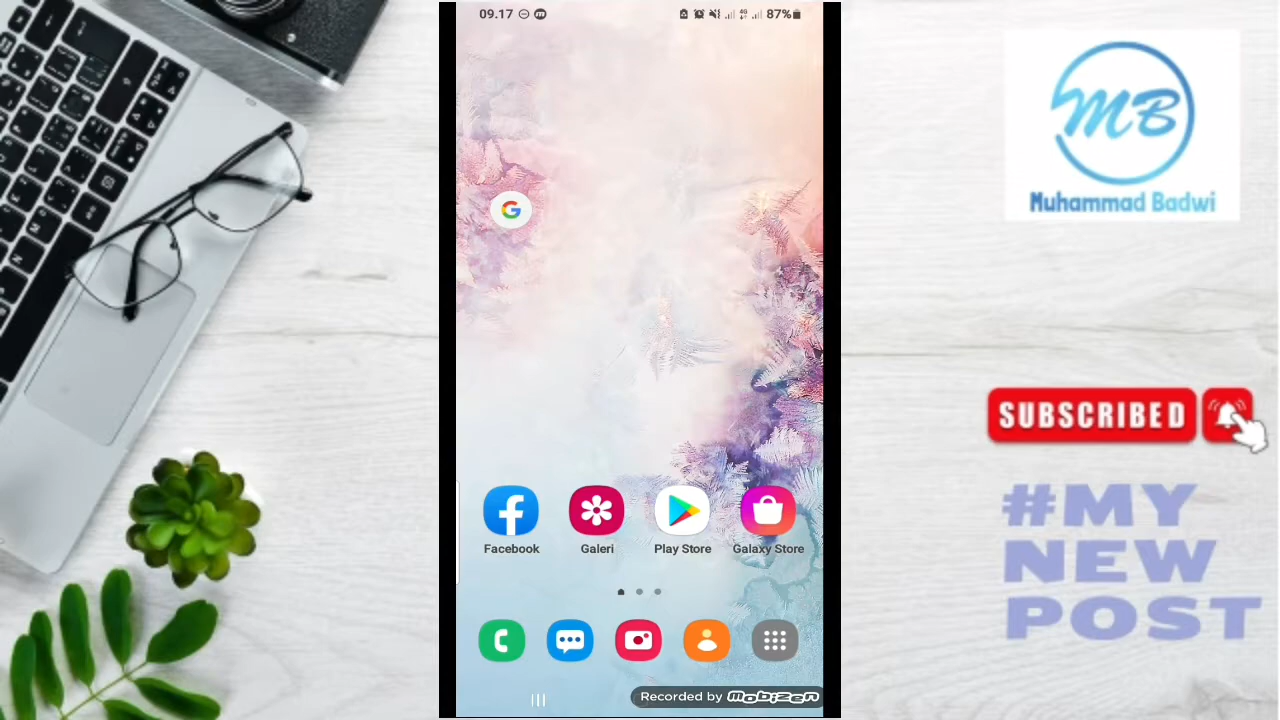 09.17
4G
87%
MB
Muhammad Badwi
G
Facebook
Galeri
Play Store
Galaxy Store
SUBSCRIBED
#MY
NEW
POST
Recorded by mobizen